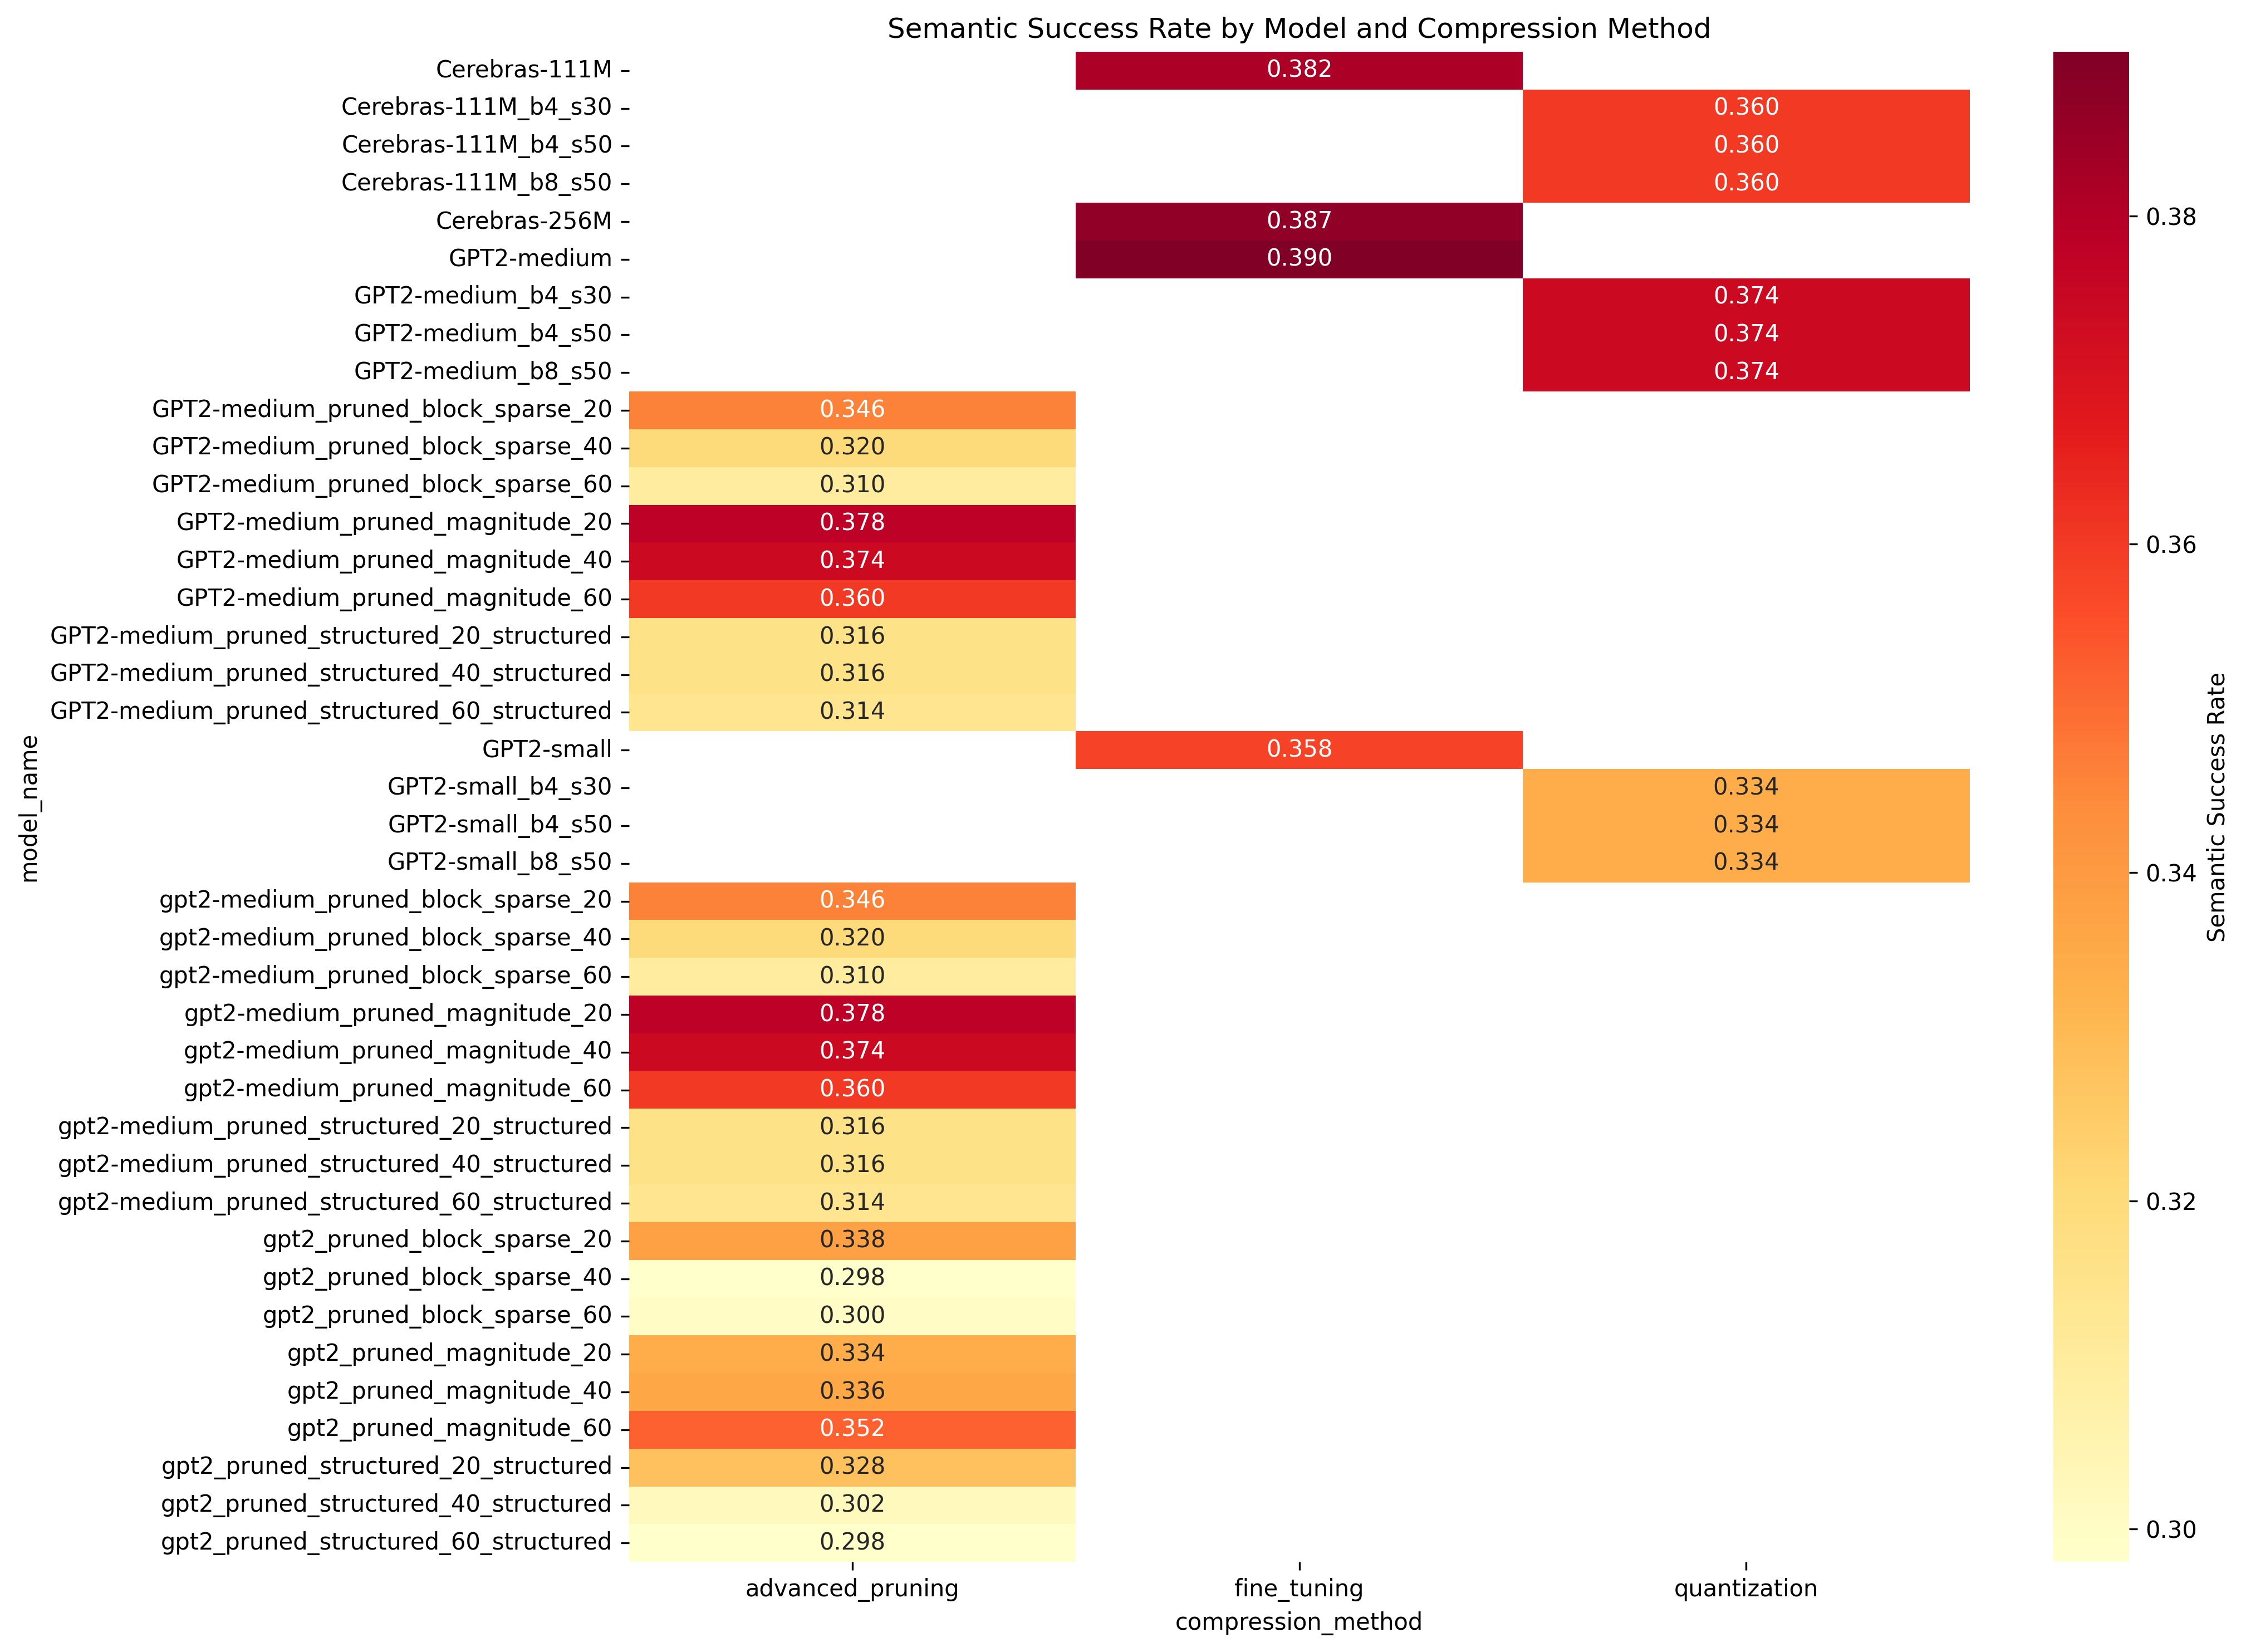 Semantic Success Rate by Model and Compression Method
Cerebras-111M 0.382
Cerebras-111M_b4_s30 0.360
Cerebras-111M_b4_s50 0.360
Cerebras-111M_b8_s50 0.360
Cerebras-256M 0.387
GPT2-medium 0.390
GPT2-medium_b4_s30 0.374
GPT2-medium_b4_s50 0.374
GPT2-medium_b8_s50 0.374
GPT2-medium_pruned_block_sparse_20 0.346
GPT2-medium_pruned_block_sparse_40 0.320
GPT2-medium_pruned_block_sparse_60 0.310
GPT2-medium_pruned_magnitude_20 0.378
GPT2-medium_pruned_magnitude_40 0.374
GPT2-medium_pruned_magnitude_60 0.360
GPT2-medium_pruned_structured_20_structured 0.316
GPT2-medium_pruned_structured_40_structured 0.316
GPT2-medium_pruned_structured_60_structured 0.314
GPT2-small 0.358
GPT2-small_b4_s30 0.334
GPT2-small_b4_s50 0.334
GPT2-small_b8_s50 0.334
gpt2-medium_pruned_block_sparse_20 0.346
gpt2-medium_pruned_block_sparse_40 0.320
gpt2-medium_pruned_block_sparse_60 0.310
gpt2-medium_pruned_magnitude_20 0.378
gpt2-medium_pruned_magnitude_40 0.374
gpt2-medium_pruned_magnitude_60 0.360
gpt2-medium_pruned_structured_20_structured 0.316
gpt2-medium_pruned_structured_40_structured 0.316
gpt2-medium_pruned_structured_60_structured 0.314
gpt2_pruned_block_sparse_20 0.338
gpt2_pruned_block_sparse_40 0.298
gpt2_pruned_block_sparse_60 0.300
gpt2_pruned_magnitude_20 0.334
gpt2_pruned_magnitude_40 0.336
gpt2_pruned_magnitude_60 0.352
gpt2_pruned_structured_20_structured 0.328
gpt2_pruned_structured_40_structured 0.302
gpt2_pruned_structured_60_structured 0.298
model_name
advanced_pruning fine_tuning quantization
compression_method
0.38
0.36
0.34
0.32
0.30
Semantic Success Rate